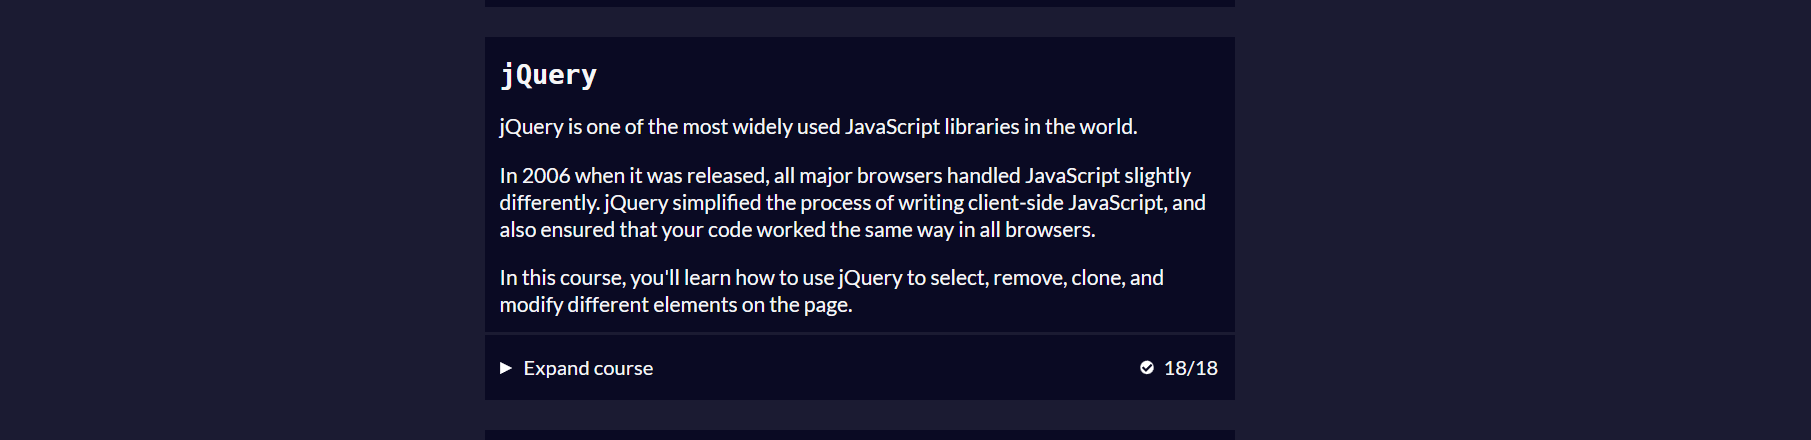 jQuery
jQuery is one of the most widely used JavaScript libraries in the world.
In 2006 when it was released, all major browsers handled JavaScript slightly
differently. jQuery simplified the process of writing client-side JavaScript, and
also ensured that your code worked the same way in all browsers.
In this course, you'll learn how to use jQuery to select, remove, clone, and
modify different elements on the page.
Expand course 18/18